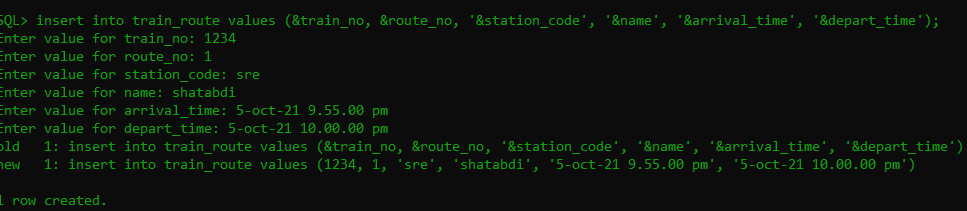 SQL> insert into train_route values (&train_no, &route_no, '&station_code', '&name', '&arrival_time', '&depart_time');
Enter value for train_no: 1234
Enter value for route_no: 1
Enter value for station_code: sre
Enter value for name: shatabdi
Enter value for arrival_time: 5-oct-21 9.55.00 pm
Enter value for depart_time: 5-oct-21 10.00.00 pm
old   1: insert into train_route values (&train_no, &route_no, '&station_code', '&name', '&arrival_time', '&depart_time')
new   1: insert into train_route values (1234, 1, 'sre', 'shatabdi', '5-oct-21 9.55.00 pm', '5-oct-21 10.00.00 pm')
1 row created.